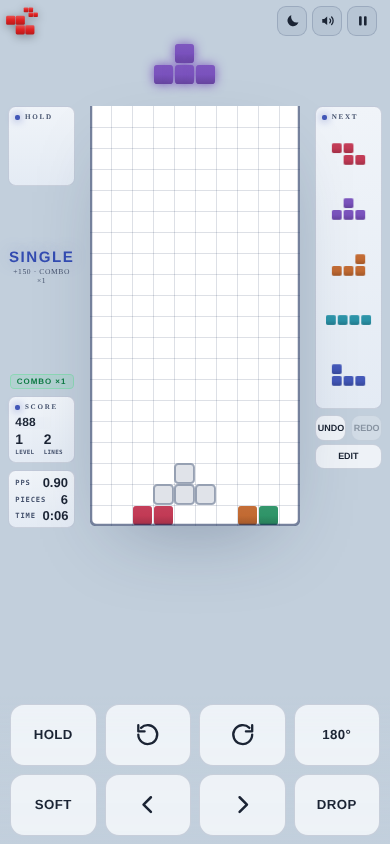 HOLD
NEXT
SINGLE
+150 · COMBO
×1
COMBO ×1
SCORE
488
1 2
LEVEL LINES
PPS 0.90
PIECES 6
TIME 0:06
UNDO REDO
EDIT
HOLD 180°
SOFT DROP